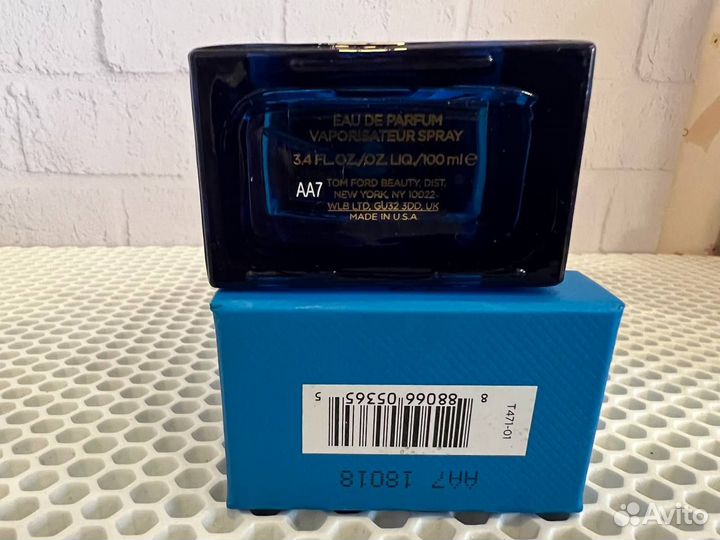 EAU DE PARFUM
VAPORISATEUR SPRAY
3.4 FL.OZ./OZ. LIQ./100 ml ℮
AA7
TOM FORD BEAUTY, DIST.
NEW YORK, NY 10022
WLB LTD, GU32 3DD, UK
MADE IN U.S.A
T471-01
8 88066 05365 5
AA7 18018
Avito